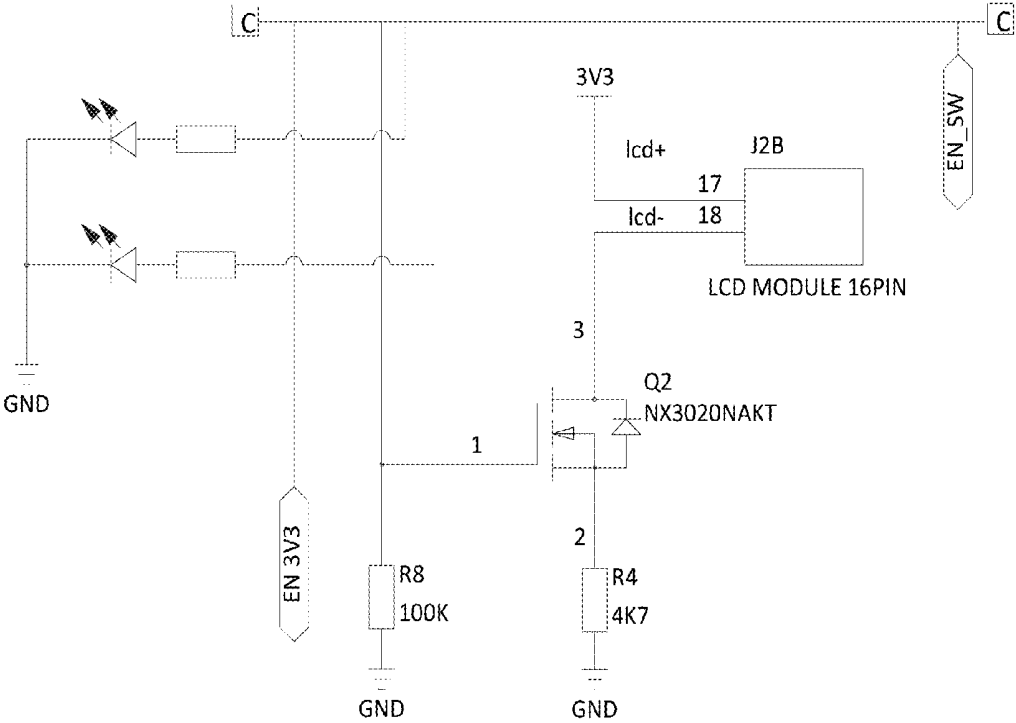 C
C
3V3
EN_SW
lcd+
J2B
17
lcd-
18
LCD MODULE 16PIN
3
GND
Q2
NX3020NAKT
1
2
EN 3V3
R8
100K
R4
4K7
GND
GND